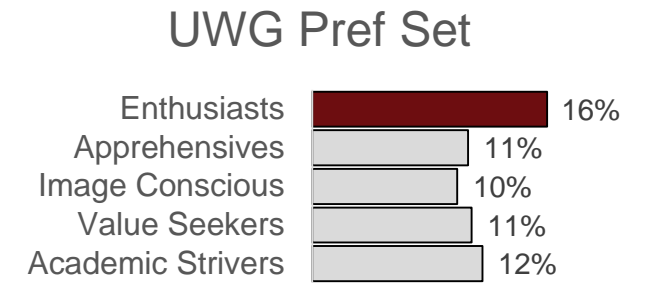 UWG Pref Set
Enthusiasts 16%
Apprehensives 11%
Image Conscious 10%
Value Seekers 11%
Academic Strivers 12%